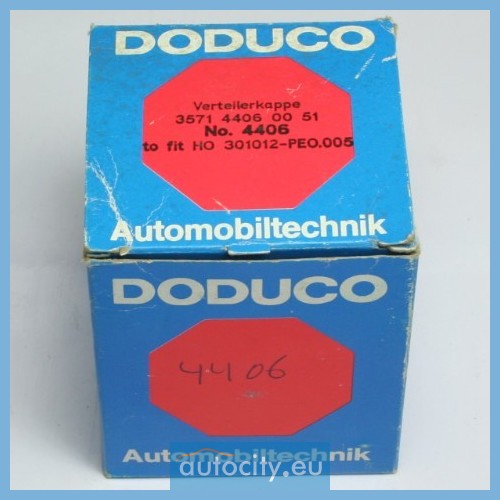 DODUCO
Verteilerkappe
3571 4406 00 51
No. 4406
to fit HO 301012-PEO.005
Automobiltechnik
DODUCO
4406
Automobiltechnik
dutocity.eu